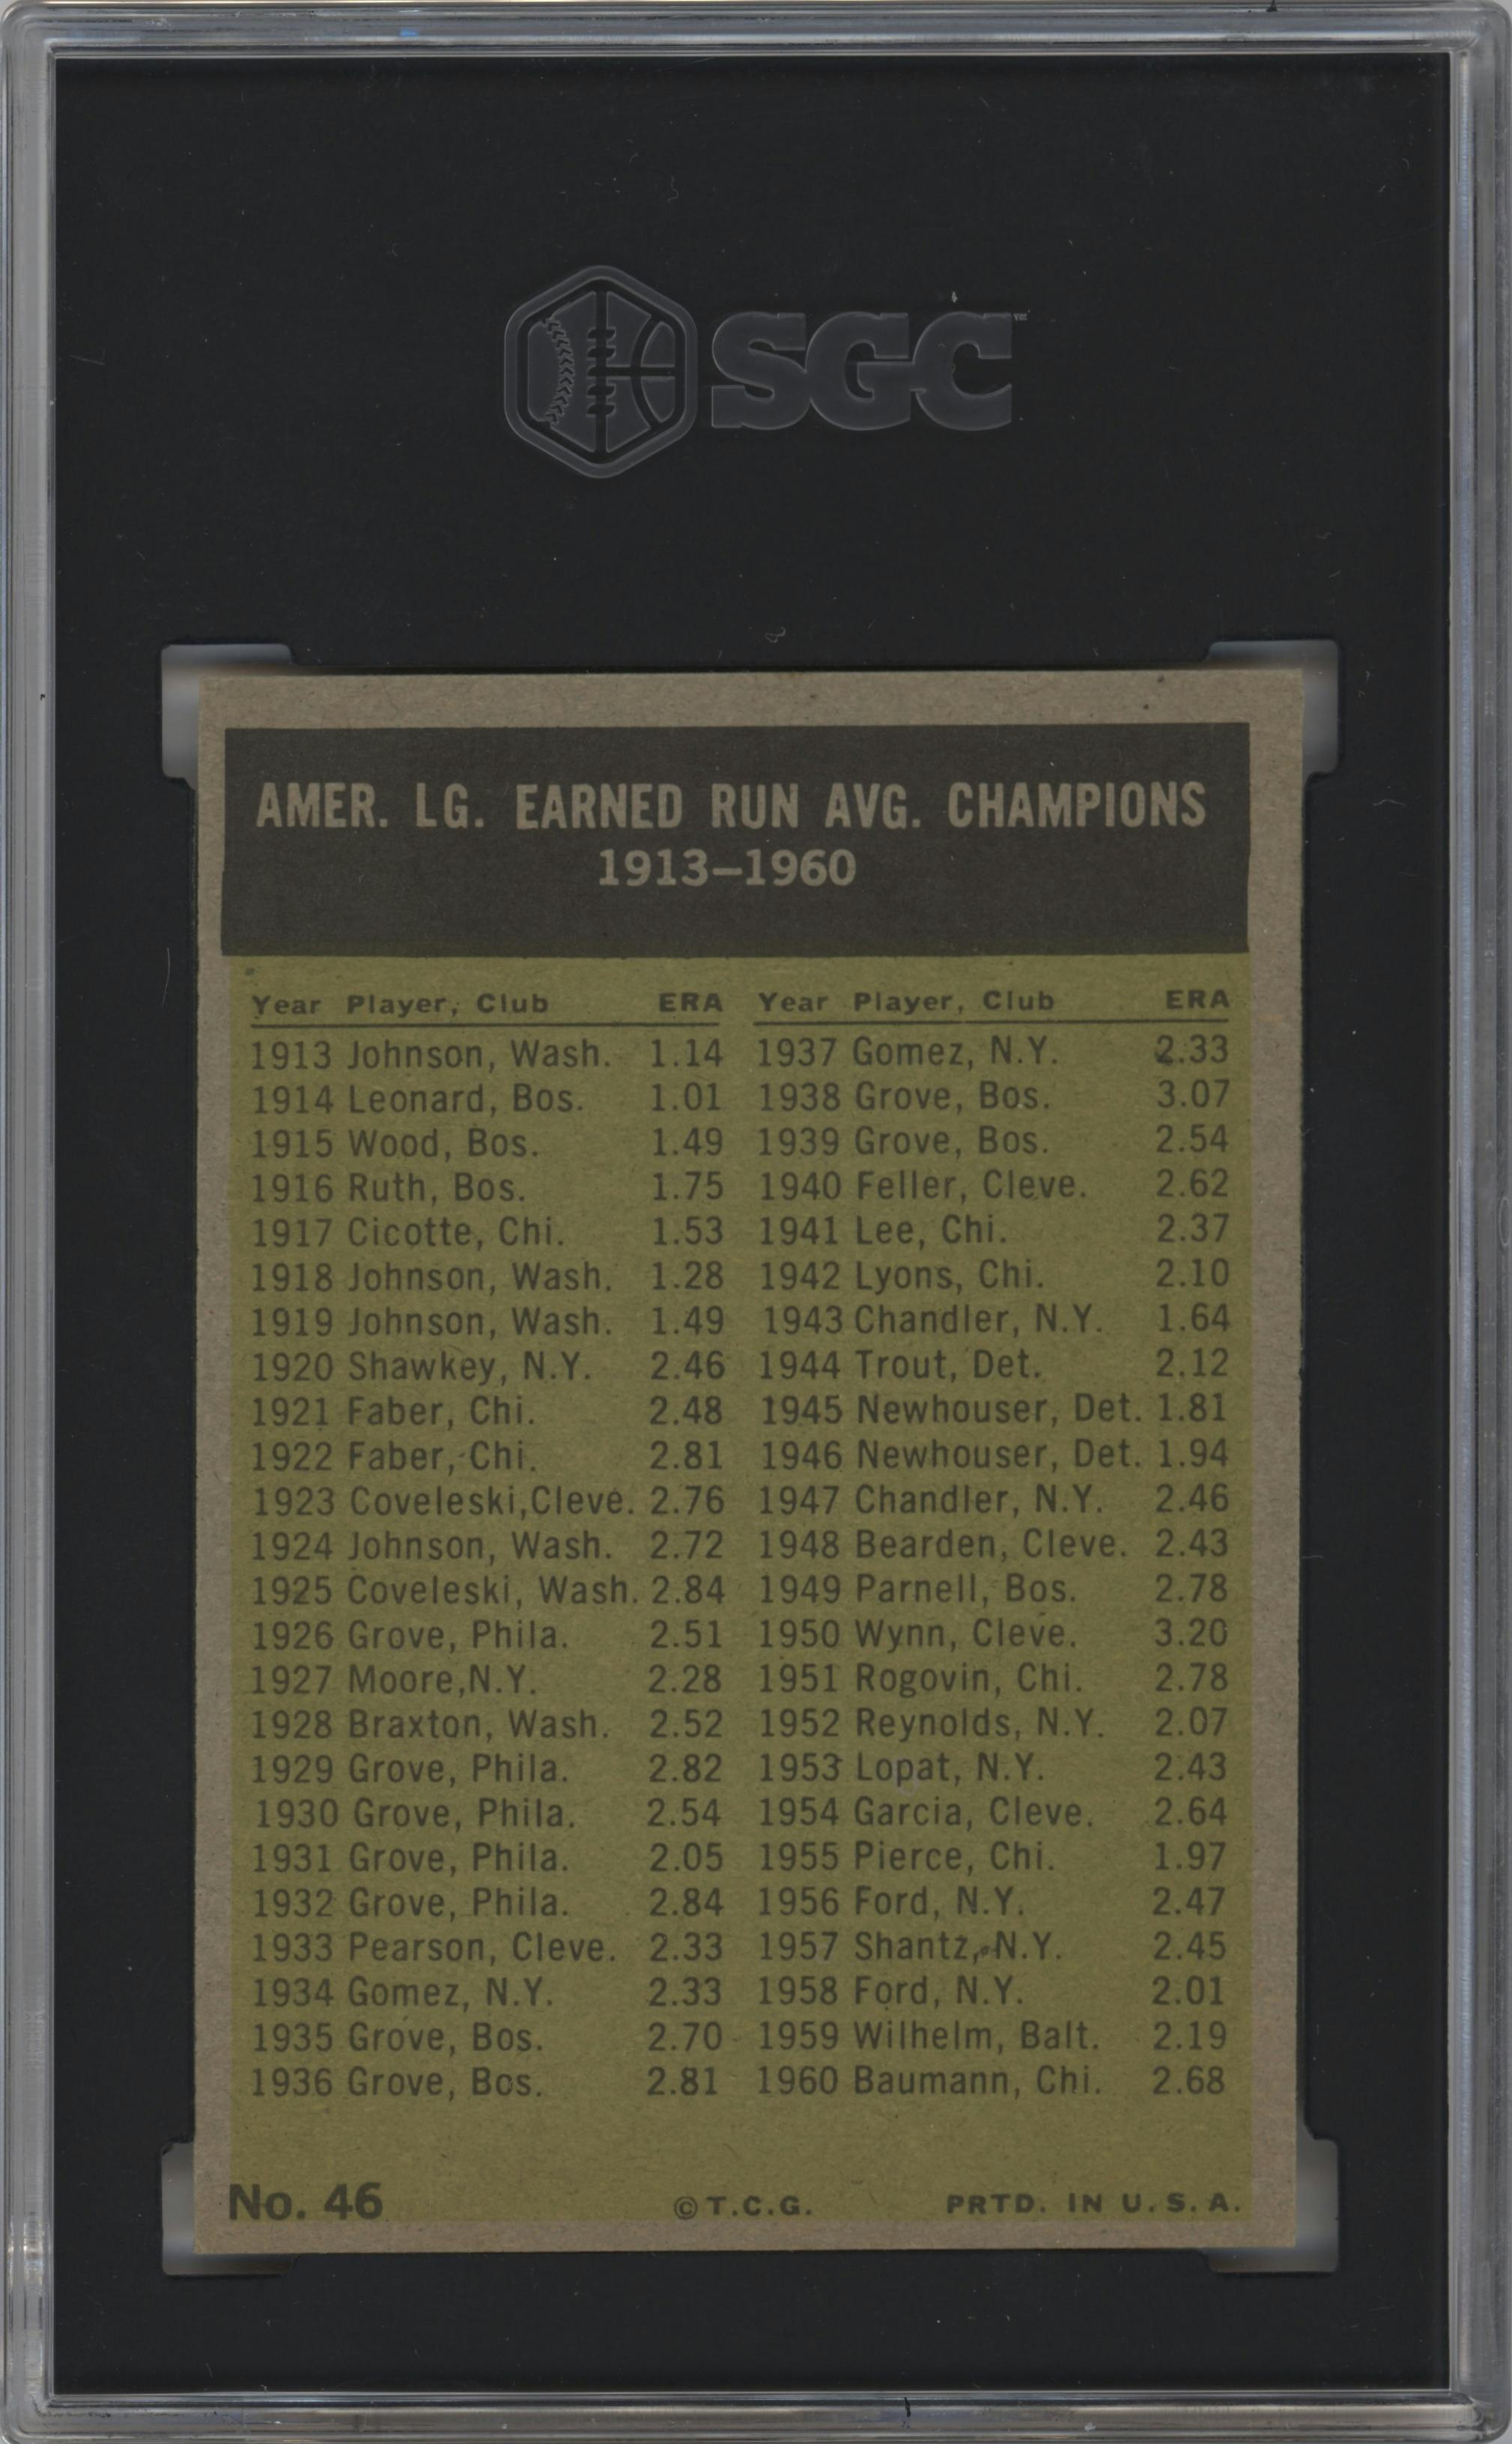 SGC™
AMER. LG. EARNED RUN AVG. CHAMPIONS
1913–1960
Year Player, Club ERA Year Player, Club ERA
1913 Johnson, Wash. 1.14 1937 Gomez, N.Y. 2.33
1914 Leonard, Bos. 1.01 1938 Grove, Bos. 3.07
1915 Wood, Bos. 1.49 1939 Grove, Bos. 2.54
1916 Ruth, Bos. 1.75 1940 Feller, Cleve. 2.62
1917 Cicotte, Chi. 1.53 1941 Lee, Chi. 2.37
1918 Johnson, Wash. 1.28 1942 Lyons, Chi. 2.10
1919 Johnson, Wash. 1.49 1943 Chandler, N.Y. 1.64
1920 Shawkey, N.Y. 2.46 1944 Trout, Det. 2.12
1921 Faber, Chi. 2.48 1945 Newhouser, Det. 1.81
1922 Faber, Chi. 2.81 1946 Newhouser, Det. 1.94
1923 Coveleski,Cleve. 2.76 1947 Chandler, N.Y. 2.46
1924 Johnson, Wash. 2.72 1948 Bearden, Cleve. 2.43
1925 Coveleski, Wash. 2.84 1949 Parnell, Bos. 2.78
1926 Grove, Phila. 2.51 1950 Wynn, Cleve. 3.20
1927 Moore,N.Y. 2.28 1951 Rogovin, Chi. 2.78
1928 Braxton, Wash. 2.52 1952 Reynolds, N.Y. 2.07
1929 Grove, Phila. 2.82 1953 Lopat, N.Y. 2.43
1930 Grove, Phila. 2.54 1954 Garcia, Cleve. 2.64
1931 Grove, Phila. 2.05 1955 Pierce, Chi. 1.97
1932 Grove, Phila. 2.84 1956 Ford, N.Y. 2.47
1933 Pearson, Cleve. 2.33 1957 Shantz, N.Y. 2.45
1934 Gomez, N.Y. 2.33 1958 Ford, N.Y. 2.01
1935 Grove, Bos. 2.70 1959 Wilhelm, Balt. 2.19
1936 Grove, Bos. 2.81 1960 Baumann, Chi. 2.68
No. 46 © T.C.G. PRTD. IN U.S.A.